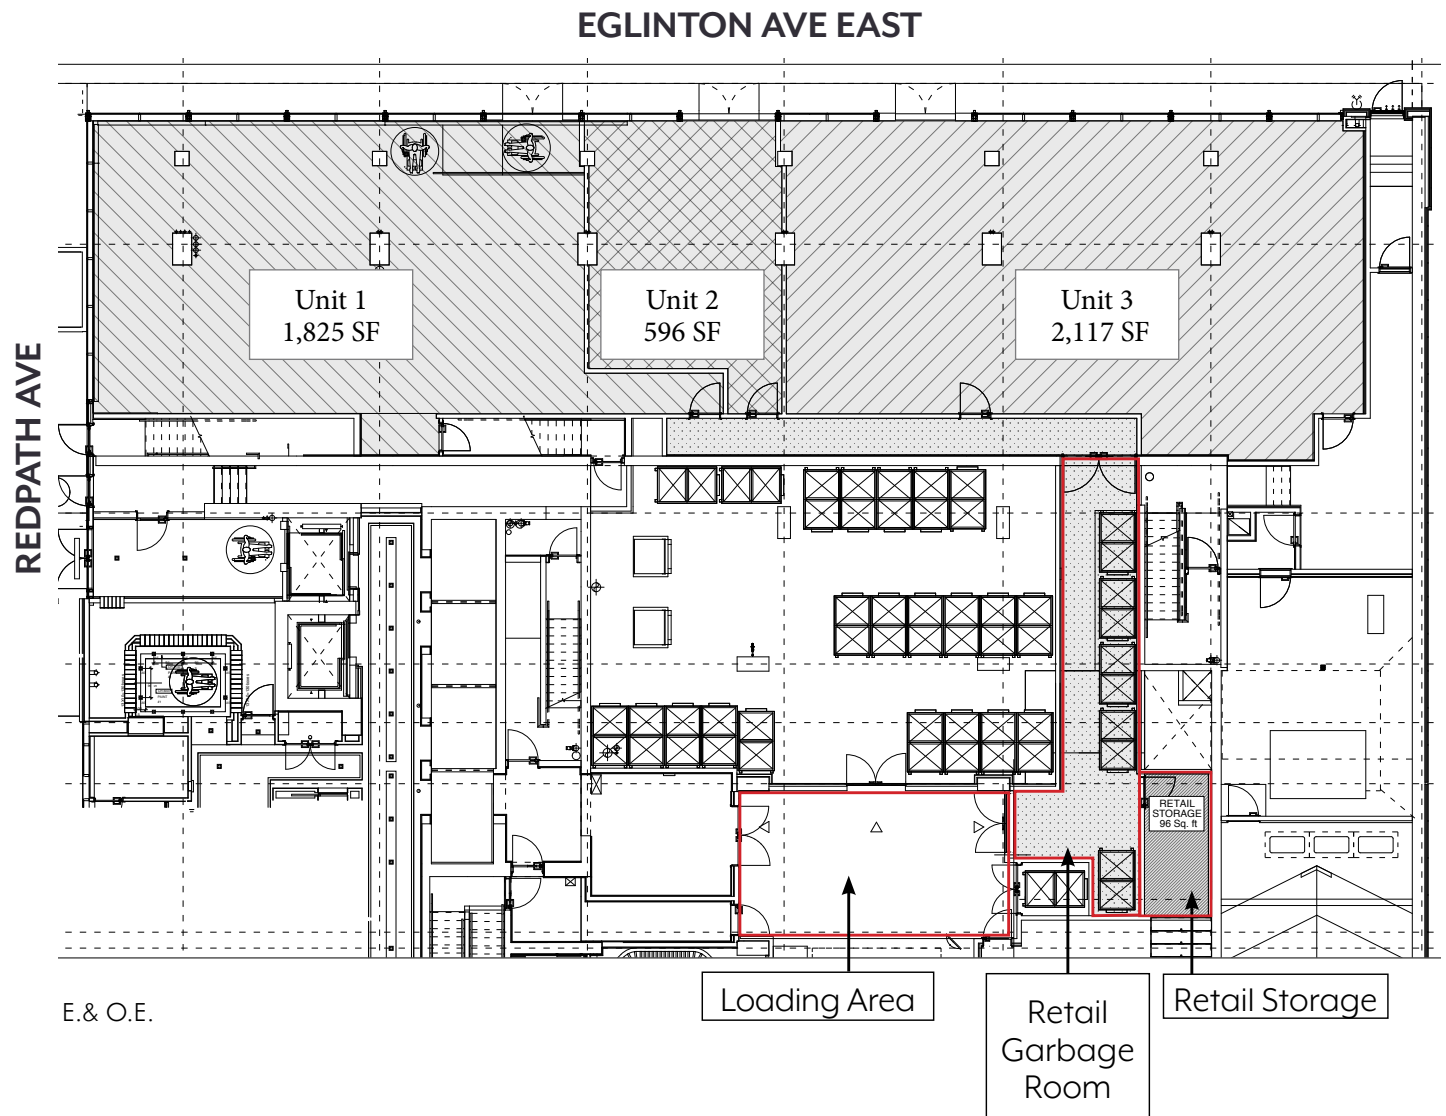 EGLINTON AVE EAST
REDPATH AVE
Unit 1
1,825 SF
Unit 2
596 SF
Unit 3
2,117 SF
RETAIL
STORAGE
96 Sq. ft
Loading Area
Retail
Garbage
Room
Retail Storage
E.& O.E.